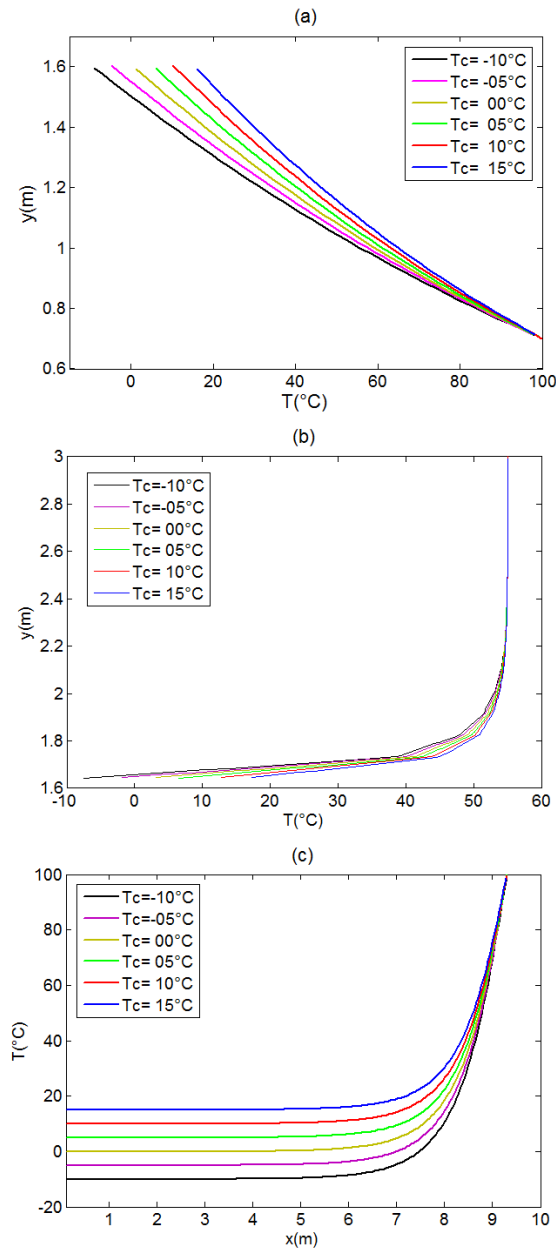 (a)
1.6
1.4
1.2
1
0.8
0.6
y(m)
0
20
40
60
80
100
T(°C)
Tc= -10°C
Tc= -05°C
Tc= 00°C
Tc= 05°C
Tc= 10°C
Tc= 15°C
(b)
3
2.8
2.6
2.4
2.2
2
1.8
1.6
y(m)
-10
0
10
20
30
40
50
60
T(°C)
Tc=-10°C
Tc=-05°C
Tc= 00°C
Tc= 05°C
Tc= 10°C
Tc= 15°C
(c)
100
80
60
40
20
0
-20
T(°C)
1
2
3
4
5
6
7
8
9
10
x(m)
Tc=-10°C
Tc=-05°C
Tc= 00°C
Tc= 05°C
Tc= 10°C
Tc= 15°C